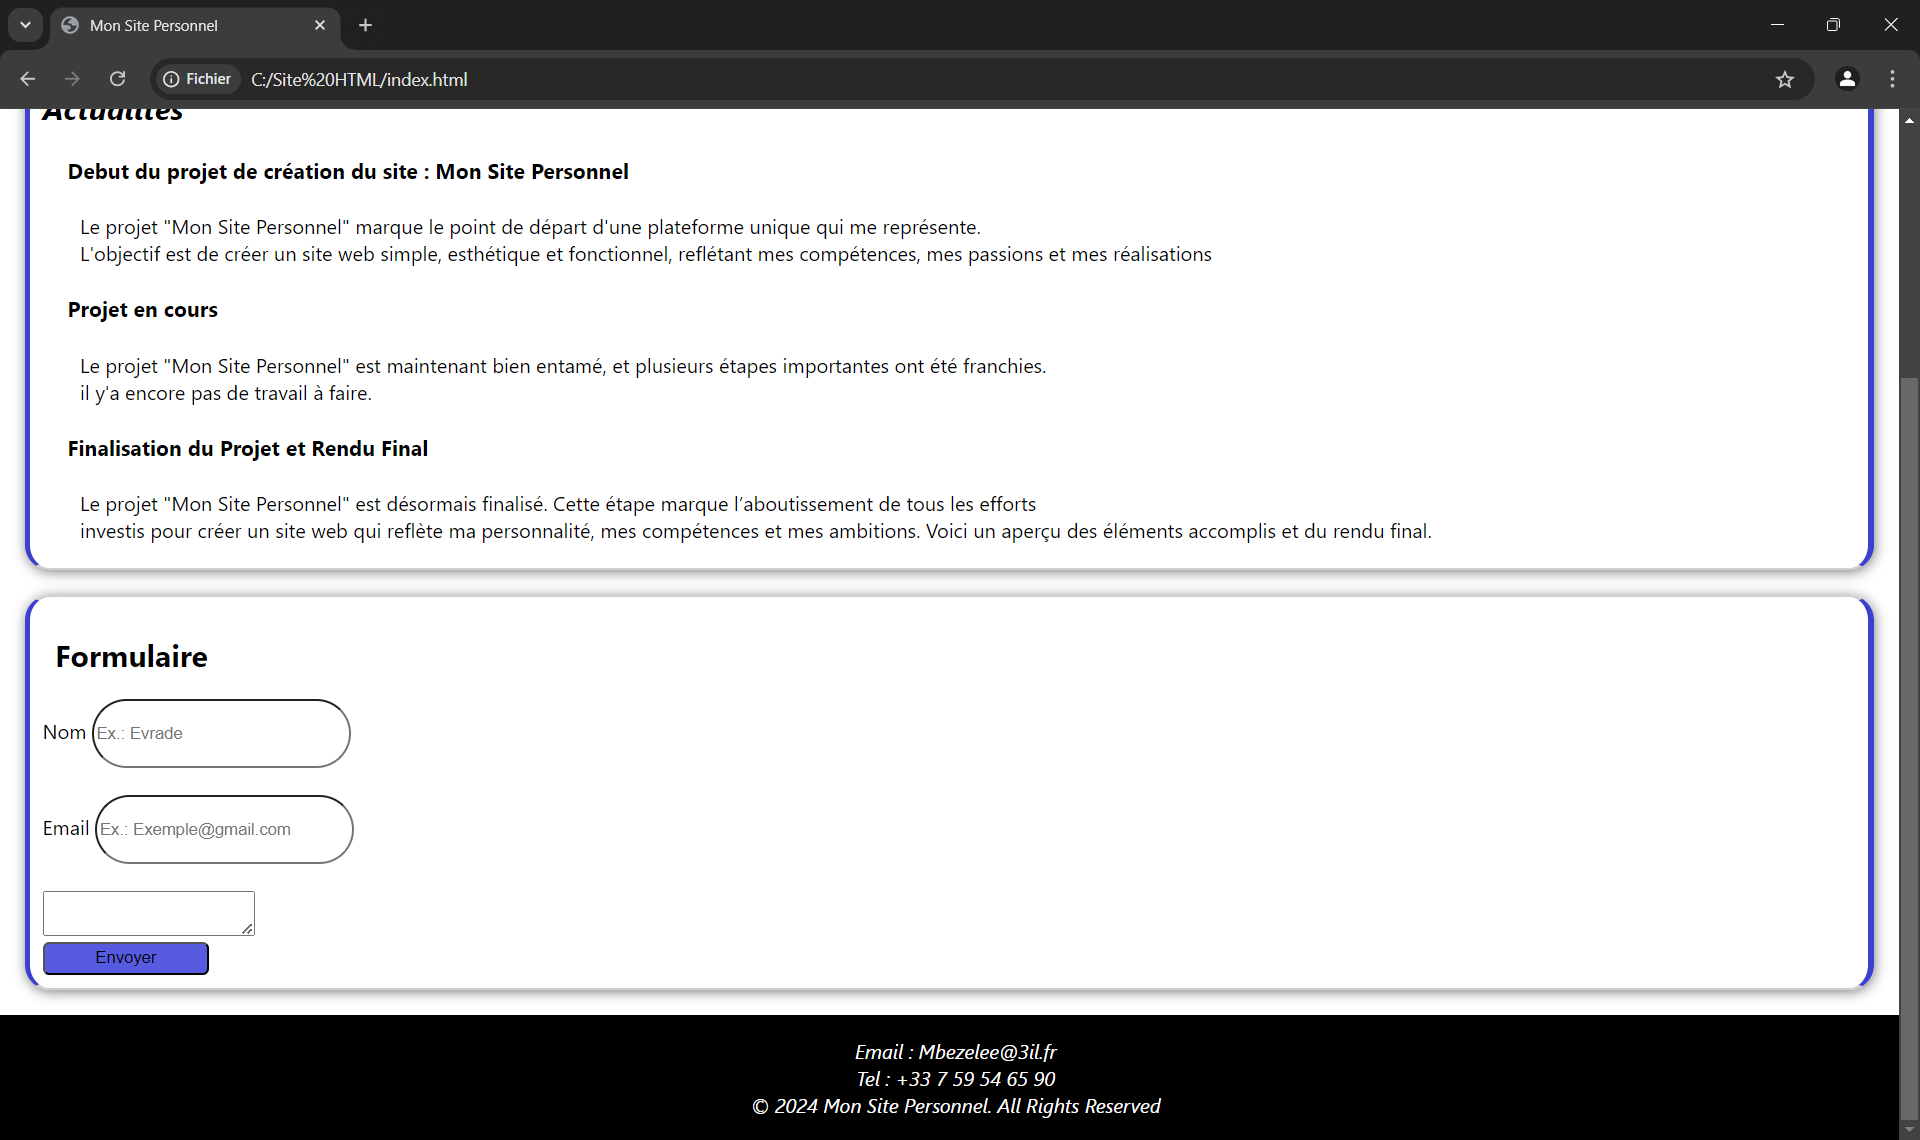 Mon Site Personnel
Fichier C:/Site%20HTML/index.html
Actualités
Debut du projet de création du site : Mon Site Personnel
Le projet "Mon Site Personnel" marque le point de départ d'une plateforme unique qui me représente.
L'objectif est de créer un site web simple, esthétique et fonctionnel, reflétant mes compétences, mes passions et mes réalisations
Projet en cours
Le projet "Mon Site Personnel" est maintenant bien entamé, et plusieurs étapes importantes ont été franchies.
il y'a encore pas de travail à faire.
Finalisation du Projet et Rendu Final
Le projet "Mon Site Personnel" est désormais finalisé. Cette étape marque l’aboutissement de tous les efforts
investis pour créer un site web qui reflète ma personnalité, mes compétences et mes ambitions. Voici un aperçu des éléments accomplis et du rendu final.
Formulaire
Nom Ex.: Evrade
Email Ex.: Exemple@gmail.com
Envoyer
Email : Mbezelee@3il.fr
Tel : +33 7 59 54 65 90
© 2024 Mon Site Personnel. All Rights Reserved